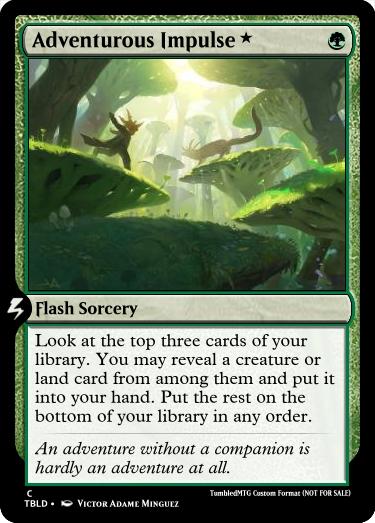 Adventurous Impulse ★
Flash Sorcery
Look at the top three cards of your
library. You may reveal a creature or
land card from among them and put it
into your hand. Put the rest on the
bottom of your library in any order.
An adventure without a companion is
hardly an adventure at all.
C
TBLD • Victor Adame Minguez
TumbledMTG Custom Format (NOT FOR SALE)